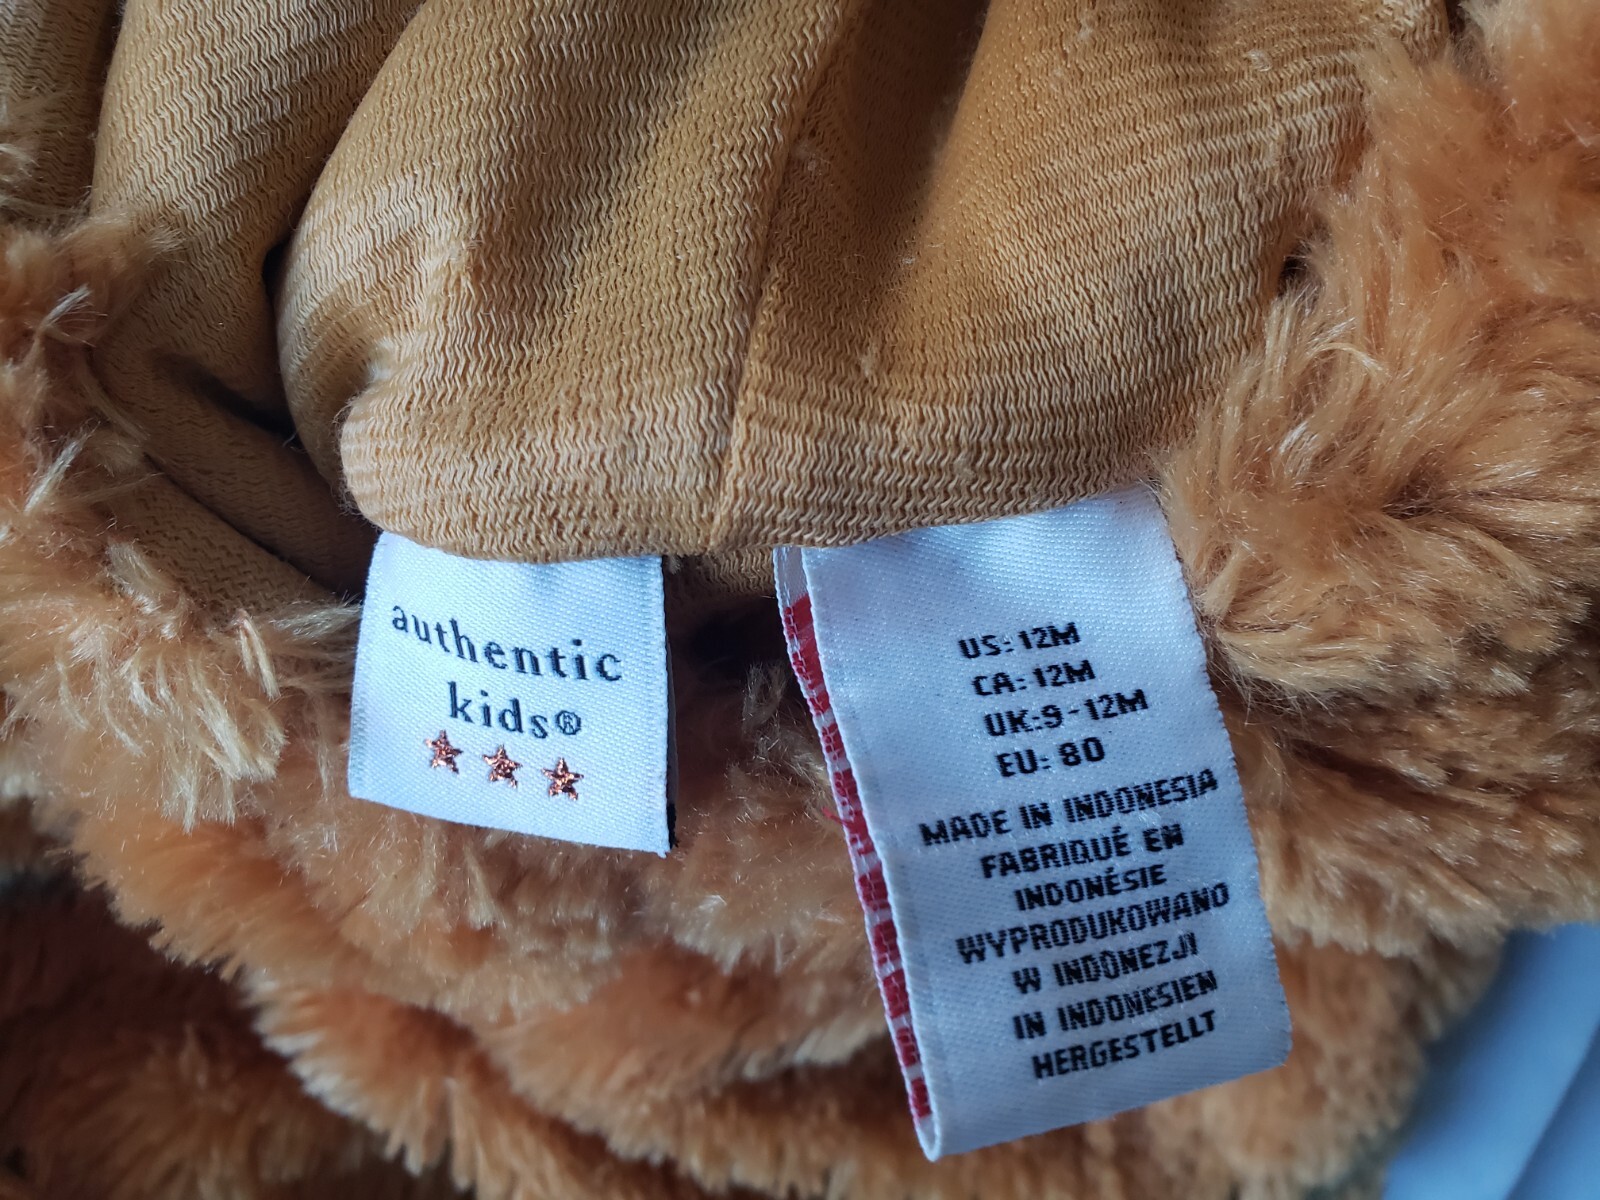 authentic
kids®
US: 12M
CA: 12M
UK: 9-12M
EU: 80
MADE IN INDONESIA
FABRIQUÉ EN
INDONÉSIE
WYPRODUKOWANO
W INDONEZJI
IN INDONESIEN
HERGESTELLT